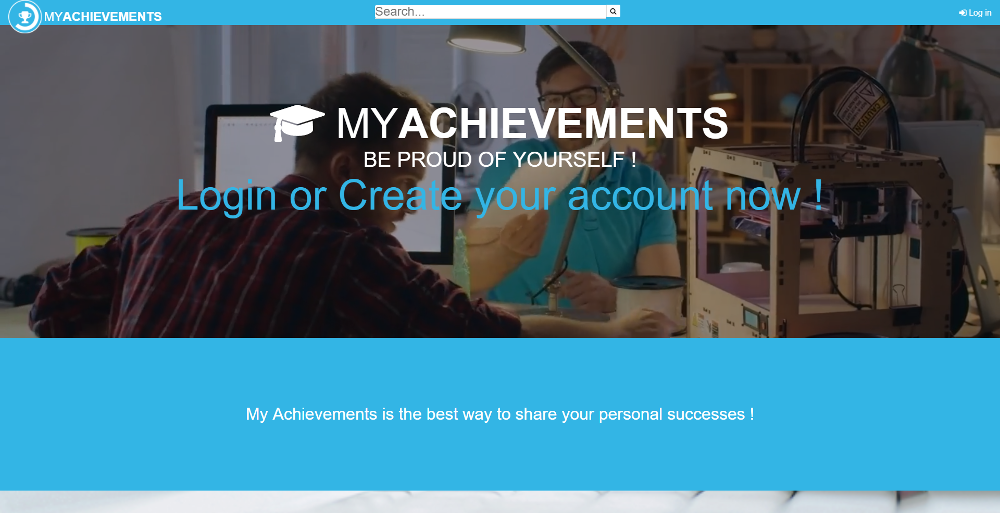 MYACHIEVEMENTS
Search...
Log in
MYACHIEVEMENTS
BE PROUD OF YOURSELF !
Login or Create your account now !
My Achievements is the best way to share your personal successes !